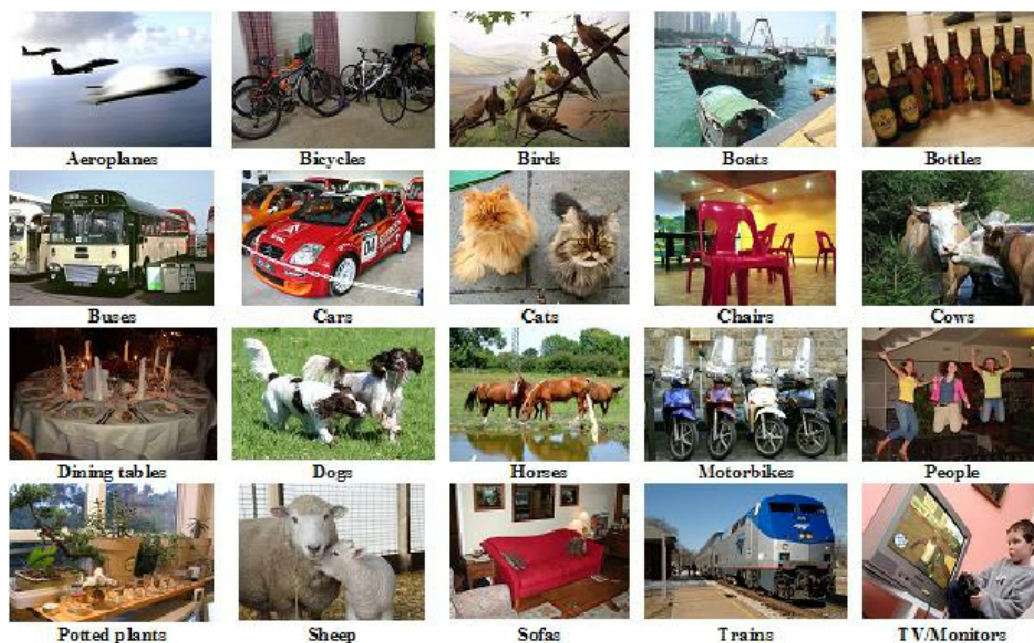 Aeroplanes
Bicycles
Birds
Boats
Bottles
Buses
Cars
Cats
Chairs
Cows
Dining tables
Dogs
Horses
Motorbikes
People
Potted plants
Sheep
Sofas
Trains
TV/Monitors